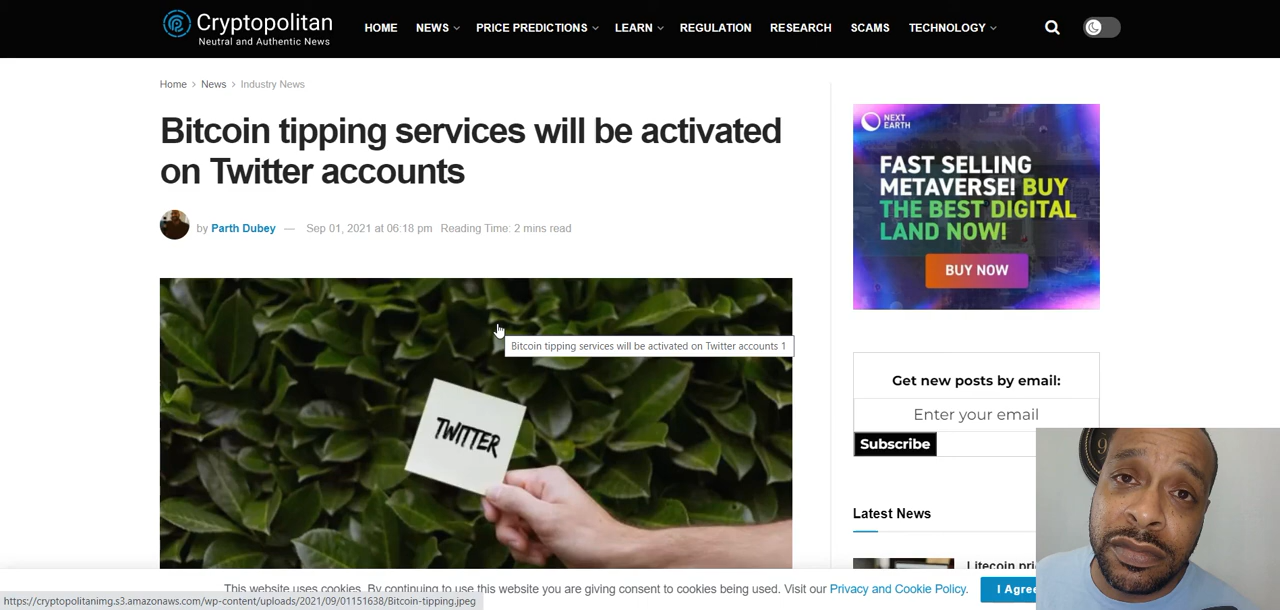 Cryptopolitan
Neutral and Authentic News
HOME NEWS PRICE PREDICTIONS LEARN REGULATION RESEARCH SCAMS TECHNOLOGY
Home > News > Industry News
Bitcoin tipping services will be activated
on Twitter accounts
by Parth Dubey — Sep 01, 2021 at 06:18 pm Reading Time: 2 mins read
Bitcoin tipping services will be activated on Twitter accounts 1
TWITTER
NEXT
EARTH
FAST SELLING
METAVERSE! BUY
THE BEST DIGITAL
LAND NOW!
BUY NOW
Get new posts by email:
Enter your email
Subscribe
Latest News
Litecoin
This website uses cookies. By continuing to use this website you are giving consent to cookies being used. Visit our Privacy and Cookie Policy. I Agree
https://cryptopolitanimg.s3.amazonaws.com/wp-content/uploads/2021/09/01151638/Bitcoin-tipping.jpeg